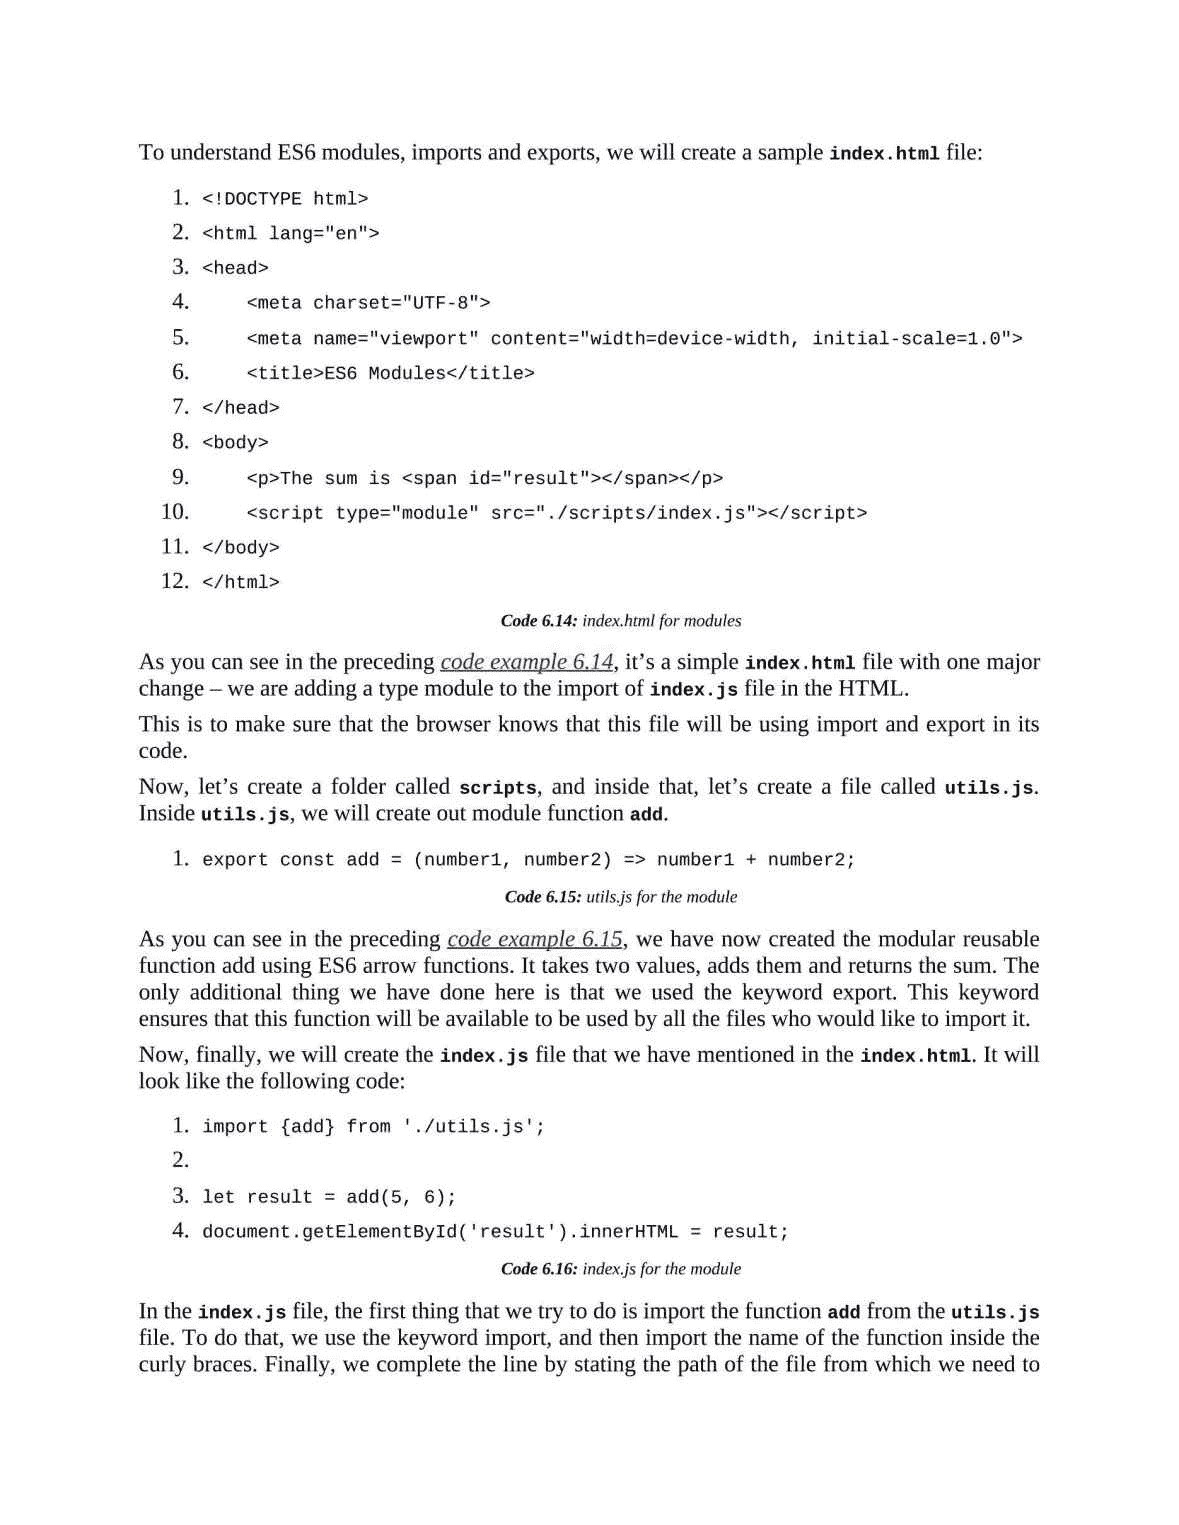 To understand ES6 modules, imports and exports, we will create a sample index.html file:
1. <!DOCTYPE html>
2. <html lang="en">
3. <head>
4.     <meta charset="UTF-8">
5.     <meta name="viewport" content="width=device-width, initial-scale=1.0">
6.     <title>ES6 Modules</title>
7. </head>
8. <body>
9.     <p>The sum is <span id="result"></span></p>
10.     <script type="module" src="./scripts/index.js"></script>
11. </body>
12. </html>
Code 6.14: index.html for modules
As you can see in the preceding code example 6.14, it’s a simple index.html file with one major
change – we are adding a type module to the import of index.js file in the HTML.
This is to make sure that the browser knows that this file will be using import and export in its
code.
Now, let’s create a folder called scripts, and inside that, let’s create a file called utils.js.
Inside utils.js, we will create out module function add.
1. export const add = (number1, number2) => number1 + number2;
Code 6.15: utils.js for the module
As you can see in the preceding code example 6.15, we have now created the modular reusable
function add using ES6 arrow functions. It takes two values, adds them and returns the sum. The
only additional thing we have done here is that we used the keyword export. This keyword
ensures that this function will be available to be used by all the files who would like to import it.
Now, finally, we will create the index.js file that we have mentioned in the index.html. It will
look like the following code:
1. import {add} from './utils.js';
2.
3. let result = add(5, 6);
4. document.getElementById('result').innerHTML = result;
Code 6.16: index.js for the module
In the index.js file, the first thing that we try to do is import the function add from the utils.js
file. To do that, we use the keyword import, and then import the name of the function inside the
curly braces. Finally, we complete the line by stating the path of the file from which we need to